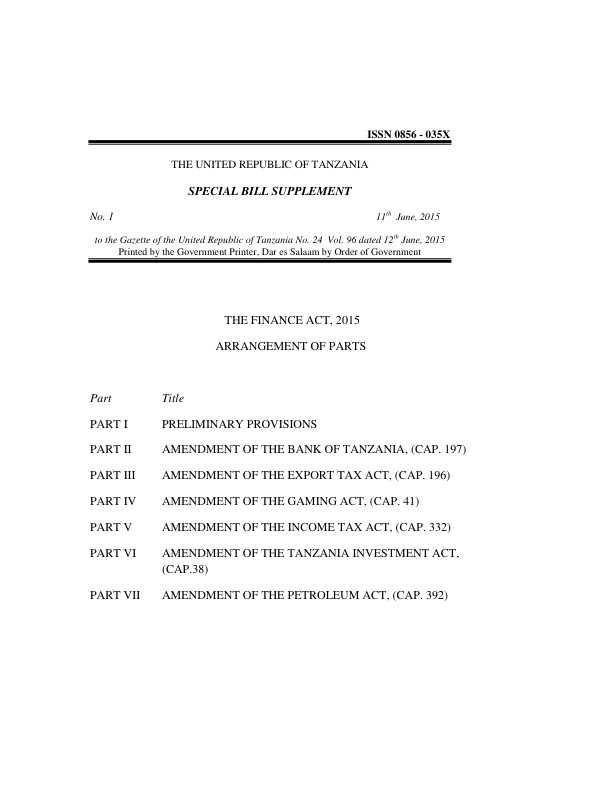 ISSN 0856 - 035X
THE UNITED REPUBLIC OF TANZANIA
SPECIAL BILL SUPPLEMENT
No. 1 11th June, 2015
to the Gazette of the United Republic of Tanzania No. 24 Vol. 96 dated 12th June, 2015
Printed by the Government Printer, Dar es Salaam by Order of Government
THE FINANCE ACT, 2015
ARRANGEMENT OF PARTS
Part Title
PART I PRELIMINARY PROVISIONS
PART II AMENDMENT OF THE BANK OF TANZANIA, (CAP. 197)
PART III AMENDMENT OF THE EXPORT TAX ACT, (CAP. 196)
PART IV AMENDMENT OF THE GAMING ACT, (CAP. 41)
PART V AMENDMENT OF THE INCOME TAX ACT, (CAP. 332)
PART VI AMENDMENT OF THE TANZANIA INVESTMENT ACT,
(CAP.38)
PART VII AMENDMENT OF THE PETROLEUM ACT, (CAP. 392)